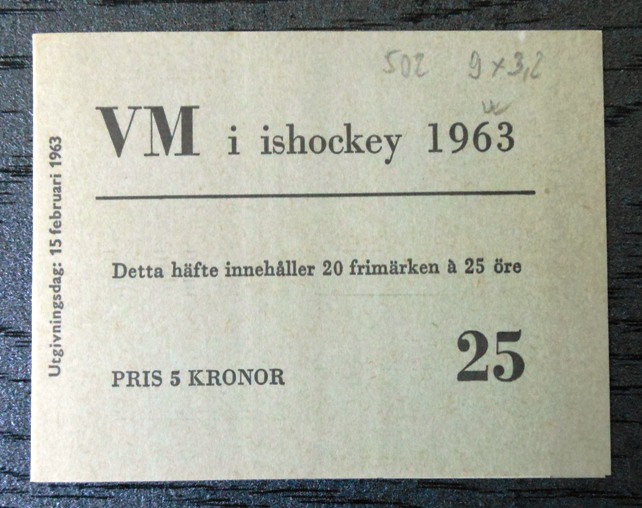 502 9 x 3,2
VM i ishockey 1963
Utgivningsdag: 15 februari 1963
Detta häfte innehåller 20 frimärken à 25 öre
25
PRIS 5 KRONOR